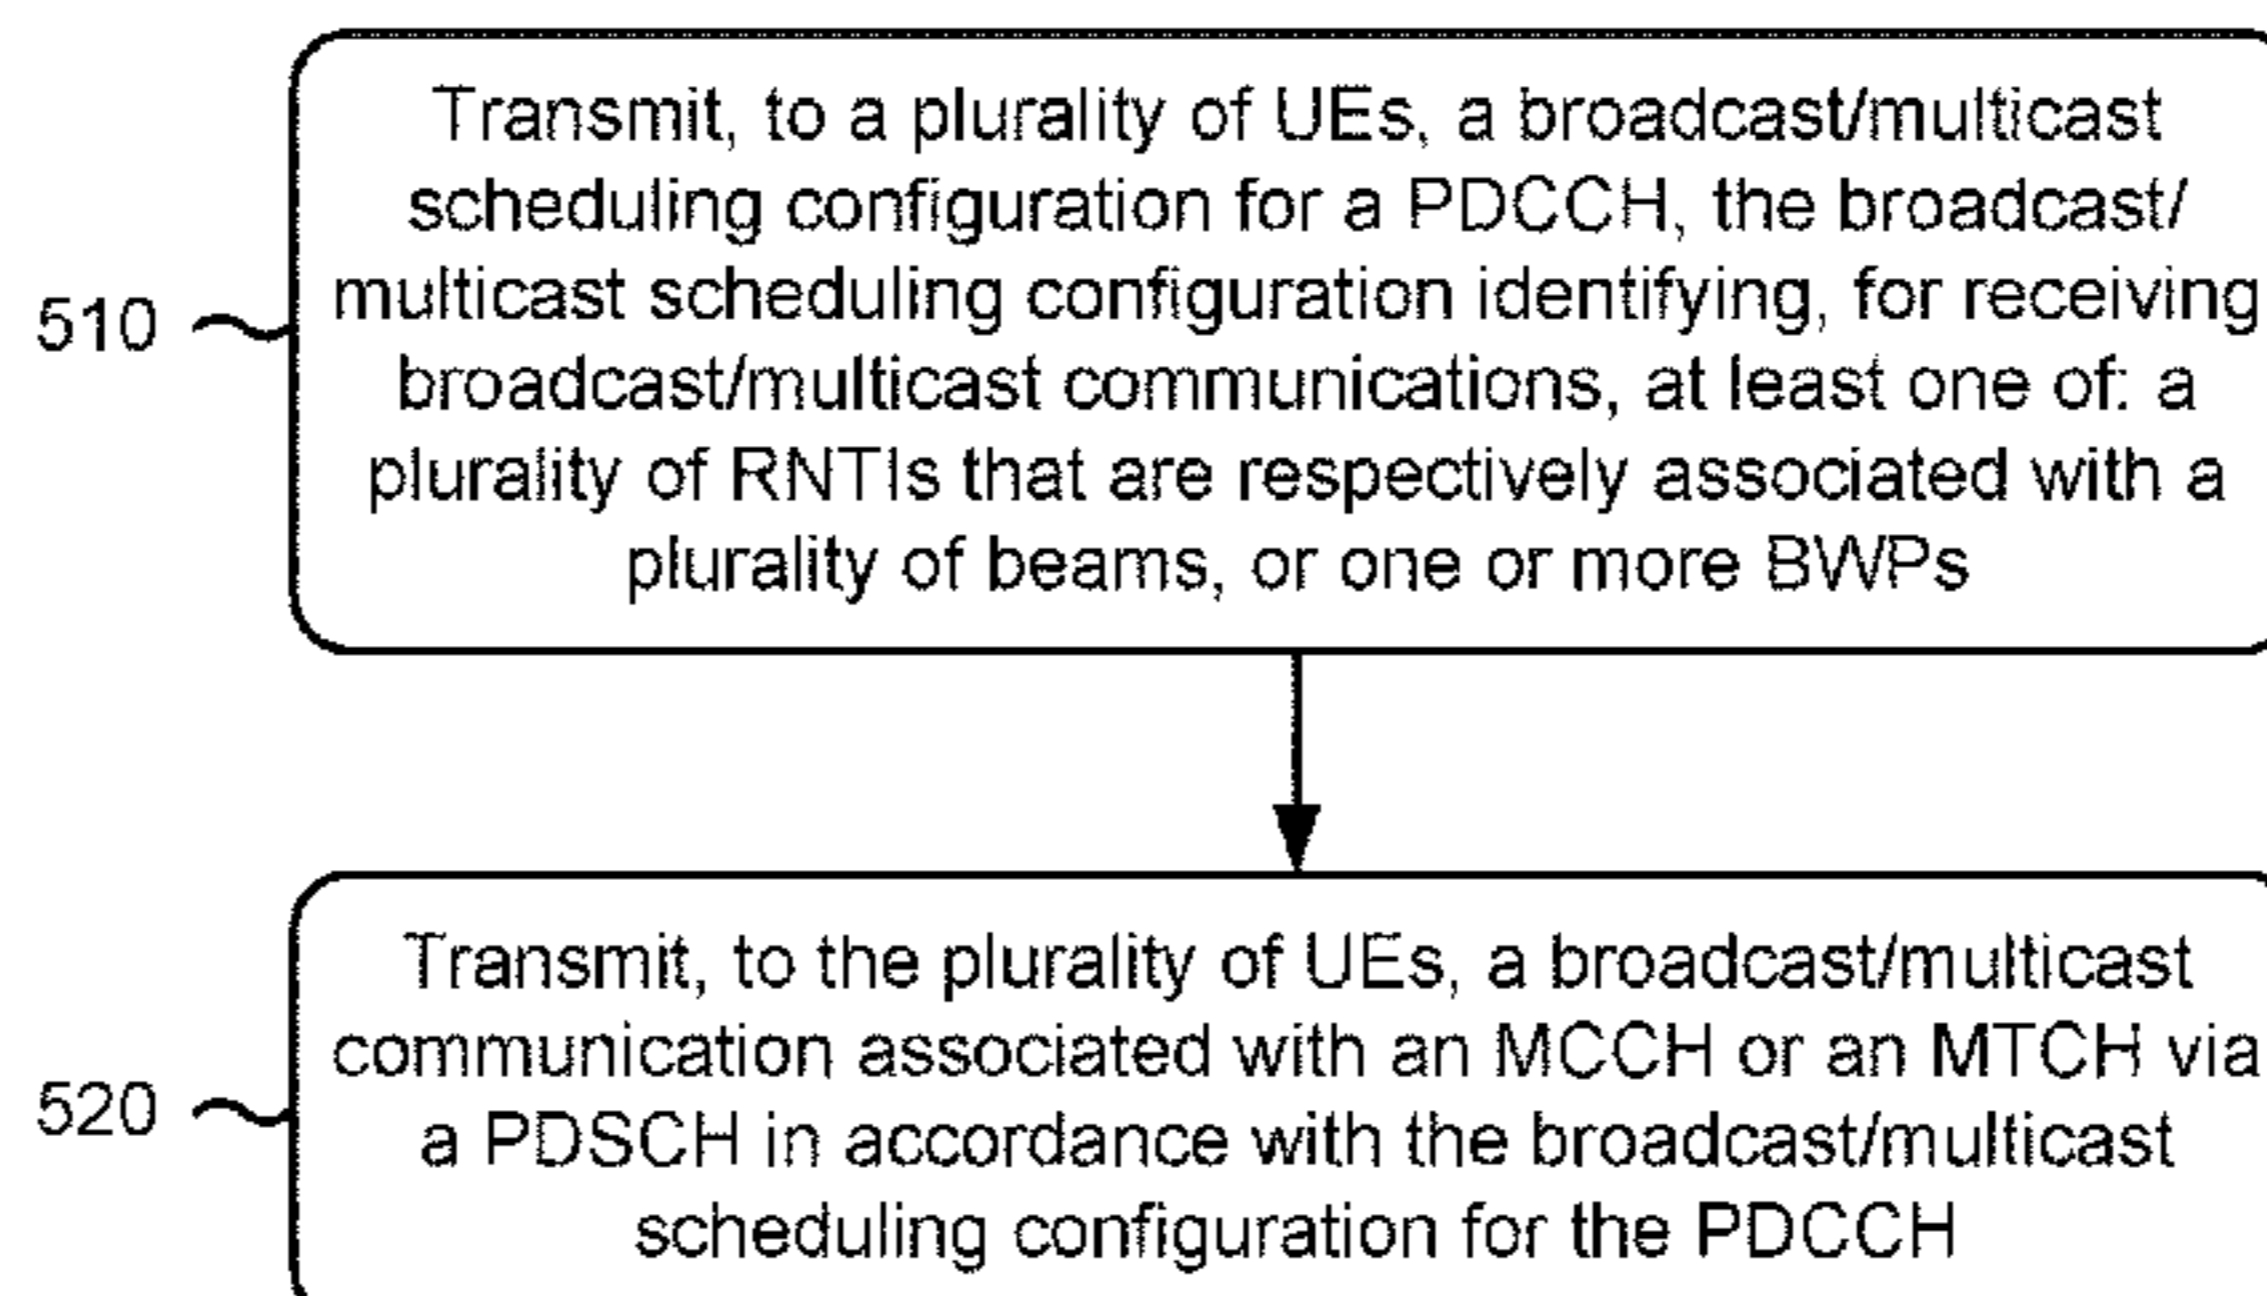 Transmit, to a plurality of UEs, a broadcast/multicast
scheduling configuration for a PDCCH, the broadcast/
multicast scheduling configuration identifying, for receiving
broadcast/multicast communications, at least one of: a
plurality of RNTIs that are respectively associated with a
plurality of beams, or one or more BWPs
510
Transmit, to the plurality of UEs, a broadcast/multicast
communication associated with an MCCH or an MTCH via
a PDSCH in accordance with the broadcast/multicast
scheduling configuration for the PDCCH
520